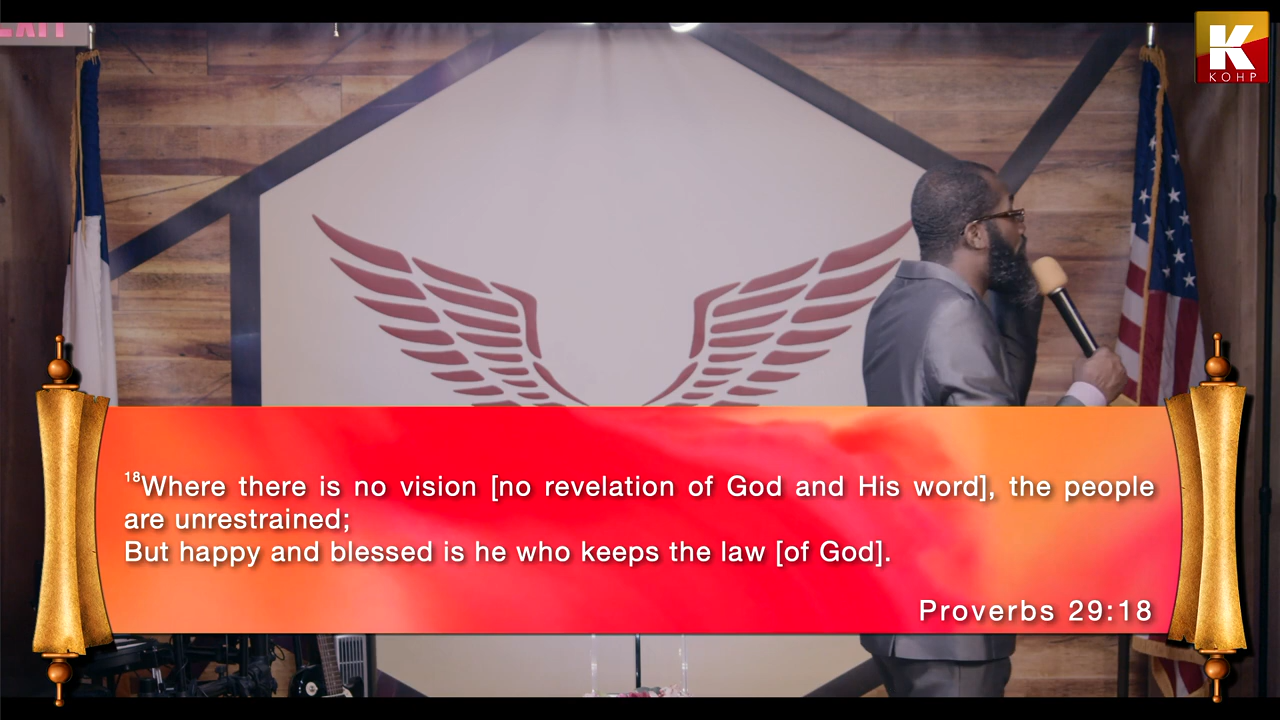 EXIT
K
KOHP
18Where there is no vision [no revelation of God and His word], the people
are unrestrained;
But happy and blessed is he who keeps the law [of God].
Proverbs 29:18